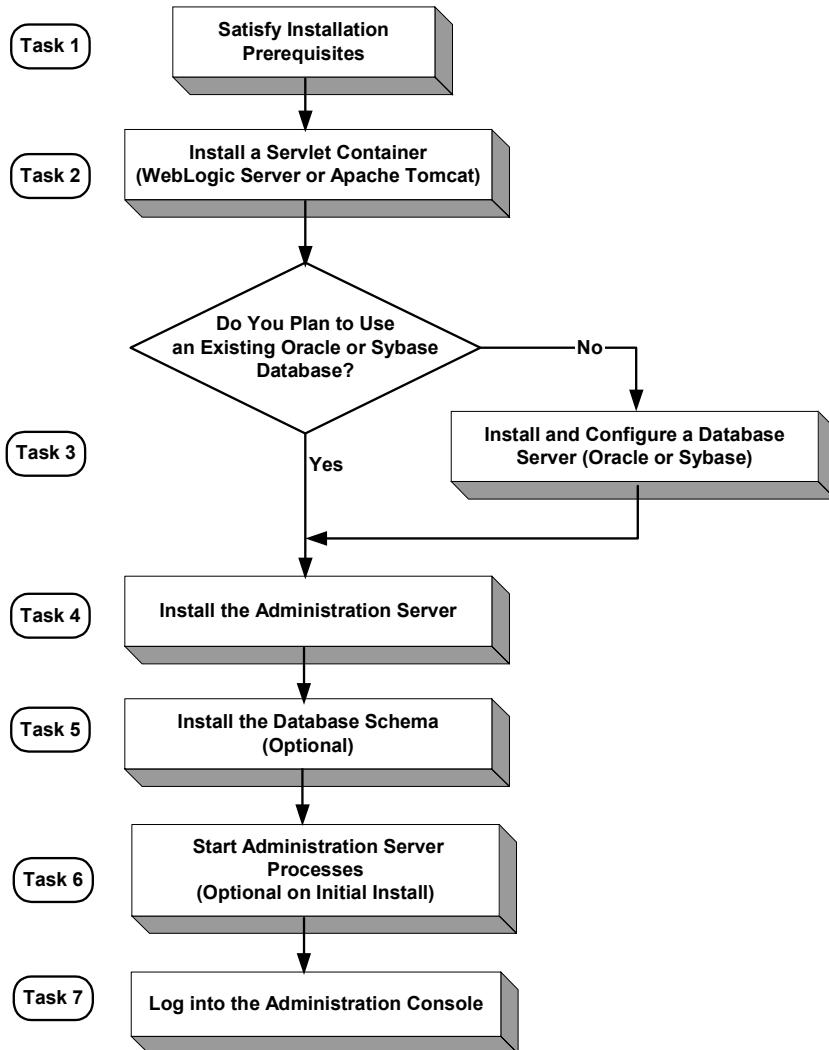 Task 1
Satisfy Installation
Prerequisites
Task 2
Install a Servlet Container
(WebLogic Server or Apache Tomcat)
Do You Plan to Use
an Existing Oracle or Sybase
Database?
No
Task 3
Yes
Install and Configure a Database
Server (Oracle or Sybase)
Task 4
Install the Administration Server
Task 5
Install the Database Schema
(Optional)
Task 6
Start Administration Server
Processes
(Optional on Initial Install)
Task 7
Log into the Administration Console